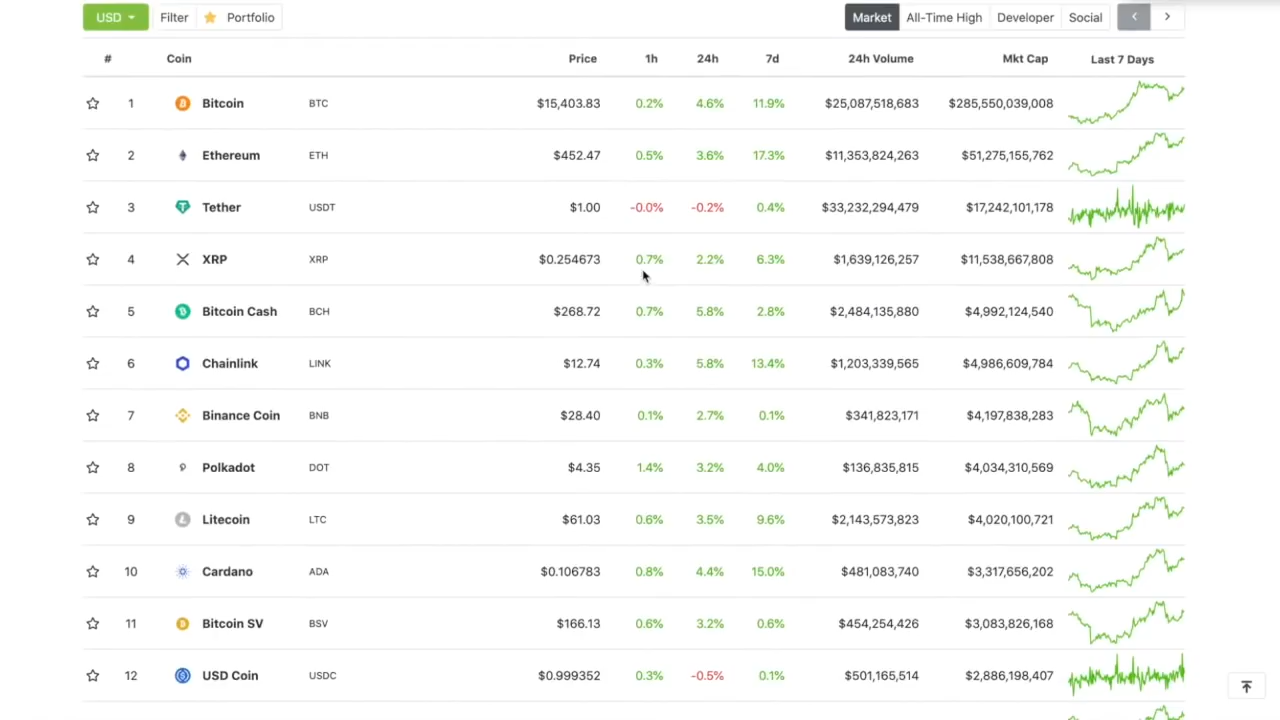 USD Filter Portfolio Market All-Time High Developer Social
# Coin Price 1h 24h 7d 24h Volume Mkt Cap Last 7 Days
1 Bitcoin BTC $15,403.83 0.2% 4.6% 11.9% $25,087,518,683 $285,550,039,008
2 Ethereum ETH $452.47 0.5% 3.6% 17.3% $11,353,824,263 $51,275,155,762
3 Tether USDT $1.00 -0.0% -0.2% 0.4% $33,232,294,479 $17,242,101,178
4 XRP XRP $0.254673 0.7% 2.2% 6.3% $1,639,126,257 $11,538,667,808
5 Bitcoin Cash BCH $268.72 0.7% 5.8% 2.8% $2,484,135,880 $4,992,124,540
6 Chainlink LINK $12.74 0.3% 5.8% 13.4% $1,203,339,565 $4,986,609,784
7 Binance Coin BNB $28.40 0.1% 2.7% 0.1% $341,823,171 $4,197,838,283
8 Polkadot DOT $4.35 1.4% 3.2% 4.0% $136,835,815 $4,034,310,569
9 Litecoin LTC $61.03 0.6% 3.5% 9.6% $2,143,573,823 $4,020,100,721
10 Cardano ADA $0.106783 0.8% 4.4% 15.0% $481,083,740 $3,317,656,202
11 Bitcoin SV BSV $166.13 0.6% 3.2% 0.6% $454,254,426 $3,083,826,168
12 USD Coin USDC $0.999352 0.3% -0.5% 0.1% $501,165,514 $2,886,198,407